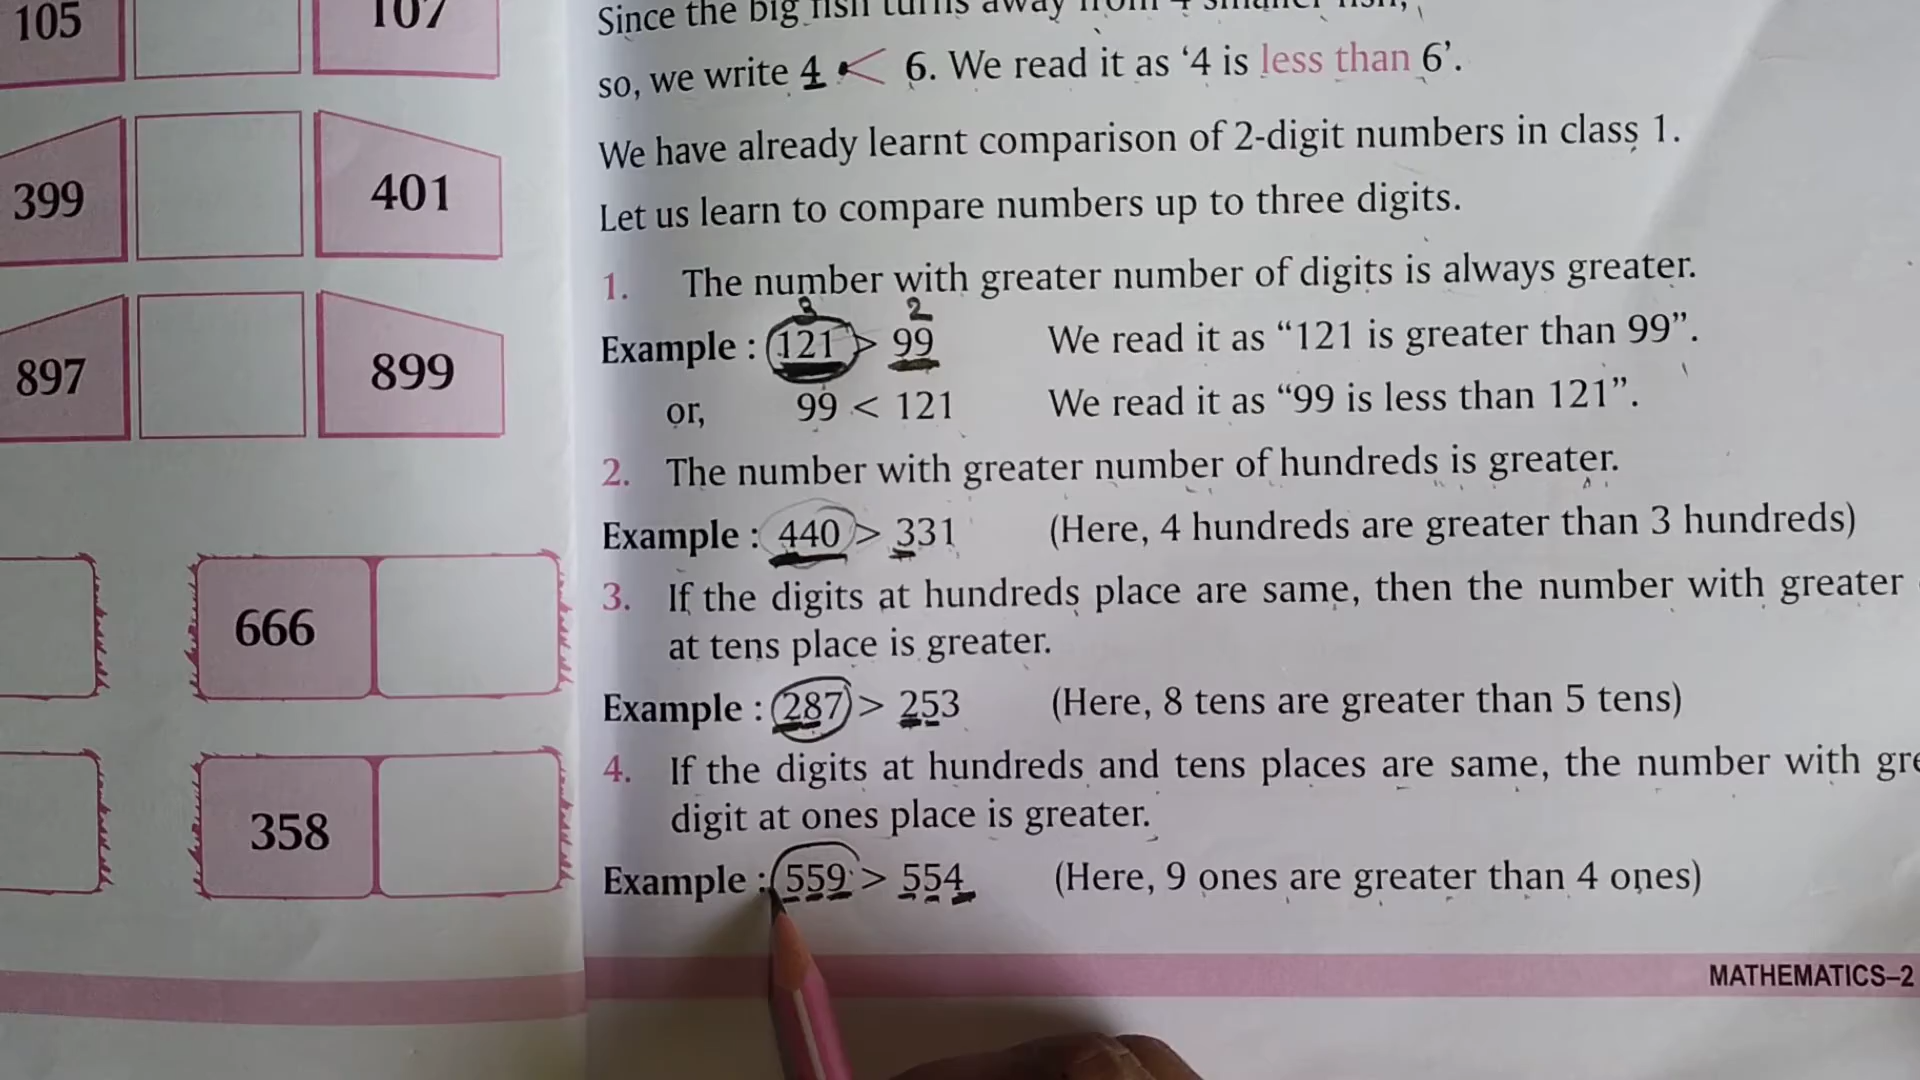 105 107
399 401
897 899
666
358
Since the big fish turns away from 4 smaller fish,
so, we write 4 < 6. We read it as ‘4 is less than 6’.
We have already learnt comparison of 2-digit numbers in class 1.
Let us learn to compare numbers up to three digits.
1. The number with greater number of digits is always greater.
3 2
Example : 121 > 99 We read it as “121 is greater than 99”.
or, 99 < 121 We read it as “99 is less than 121”.
2. The number with greater number of hundreds is greater.
Example : 440 > 331 (Here, 4 hundreds are greater than 3 hundreds)
3. If the digits at hundreds place are same, then the number with greater
at tens place is greater.
Example : 287 > 253 (Here, 8 tens are greater than 5 tens)
4. If the digits at hundreds and tens places are same, the number with gre
digit at ones place is greater.
Example : 559 > 554 (Here, 9 ones are greater than 4 ones)
MATHEMATICS–2